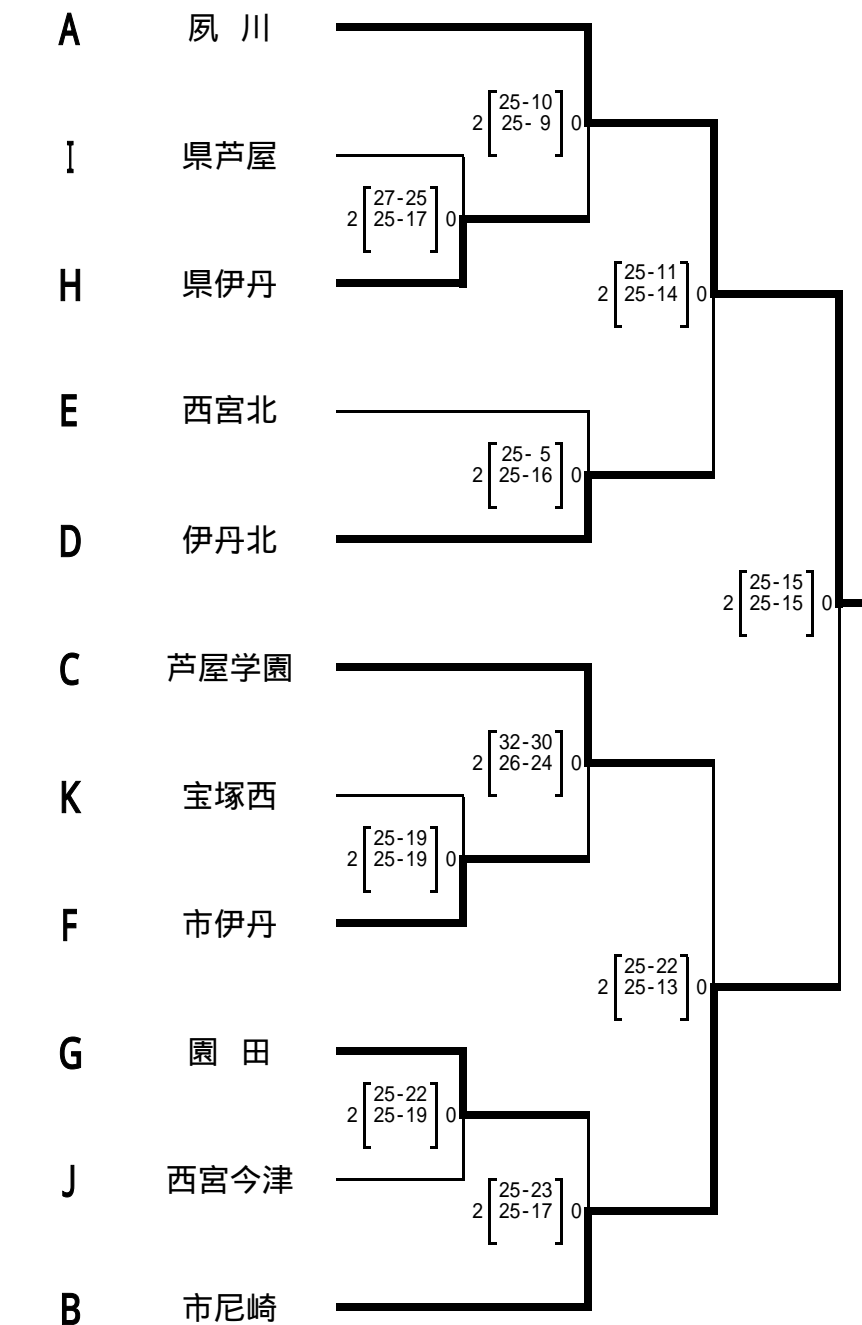 A 夙 川
25-10
2 25- 9 0
I 県芦屋
27-25
2 25-17 0
H 県伊丹
25-11
2 25-14 0
E 西宮北
25- 5
2 25-16 0
D 伊丹北
25-15
2 25-15 0
C 芦屋学園
32-30
2 26-24 0
K 宝塚西
25-19
2 25-19 0
F 市伊丹
25-22
2 25-13 0
G 園 田
25-22
2 25-19 0
J 西宮今津
25-23
2 25-17 0
B 市尼崎